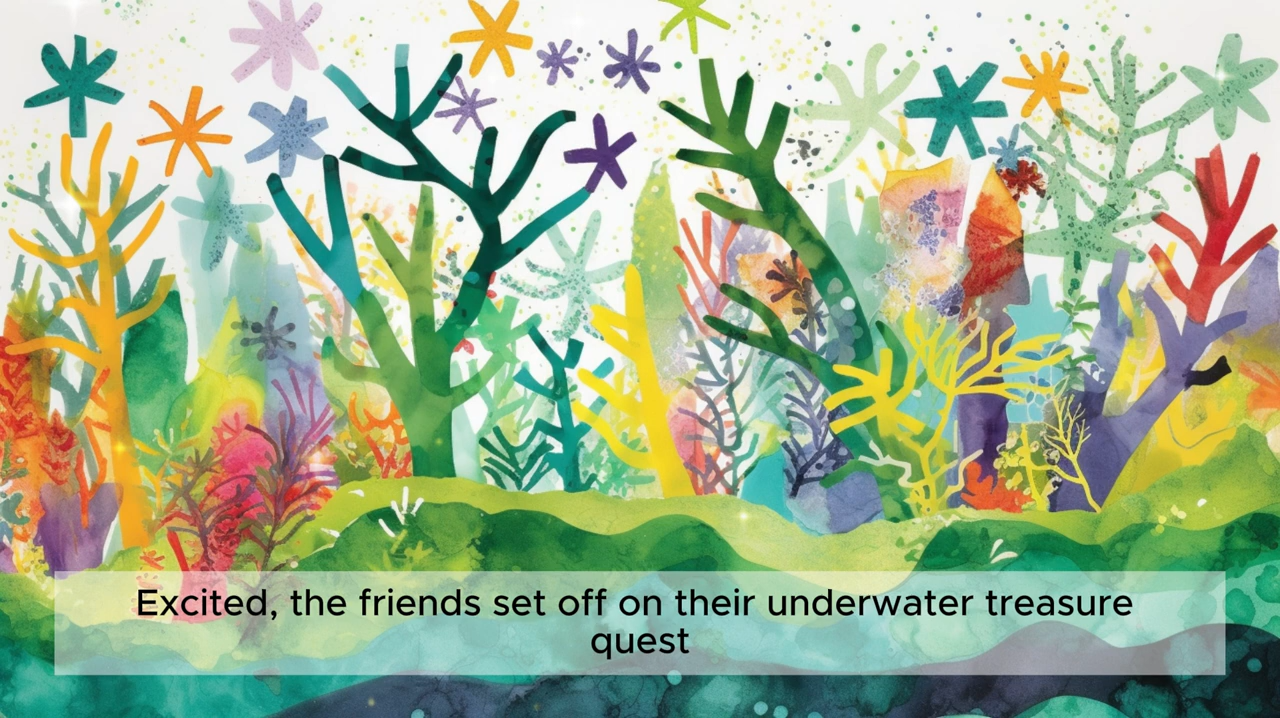 Excited, the friends set off on their underwater treasure
quest